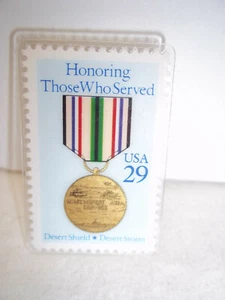 Honoring
Those Who Served
USA
29
Desert Shield ★ Desert Storm